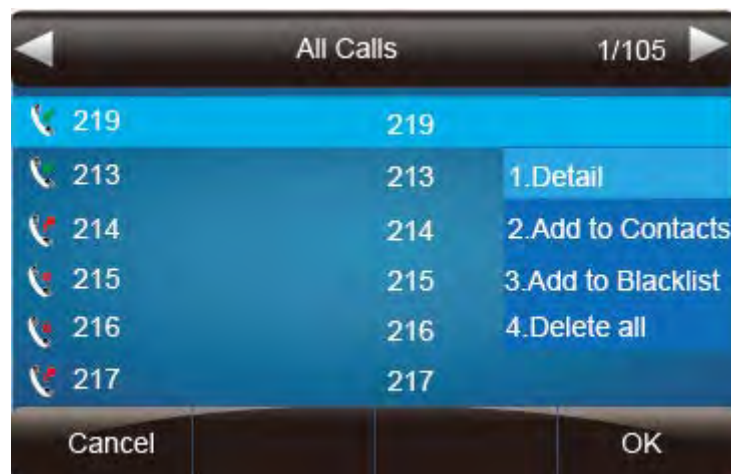 All Calls 1/105
219 219
213 213 1.Detail
214 214 2.Add to Contacts
215 215 3.Add to Blacklist
216 216 4.Delete all
217 217
Cancel OK